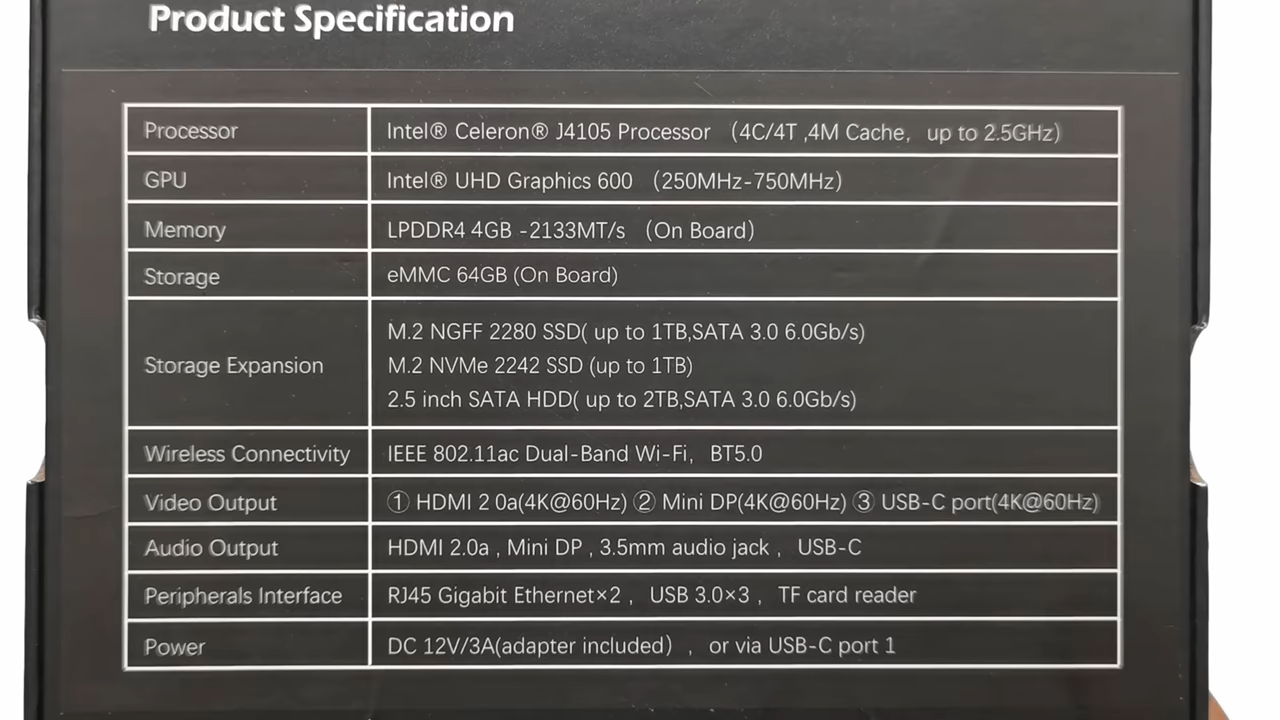 Product Specification
Processor Intel® Celeron® J4105 Processor （4C/4T ,4M Cache, up to 2.5GHz）
GPU Intel® UHD Graphics 600 （250MHz-750MHz）
Memory LPDDR4 4GB -2133MT/s （On Board）
Storage eMMC 64GB (On Board)
Storage Expansion
M.2 NGFF 2280 SSD( up to 1TB,SATA 3.0 6.0Gb/s)
M.2 NVMe 2242 SSD (up to 1TB)
2.5 inch SATA HDD( up to 2TB,SATA 3.0 6.0Gb/s)
Wireless Connectivity IEEE 802.11ac Dual-Band Wi-Fi, BT5.0
Video Output ① HDMI 2 0a(4K@60Hz) ② Mini DP(4K@60Hz) ③ USB-C port(4K@60Hz)
Audio Output HDMI 2.0a , Mini DP , 3.5mm audio jack , USB-C
Peripherals Interface RJ45 Gigabit Ethernet×2 , USB 3.0×3 , TF card reader
Power DC 12V/3A(adapter included） , or via USB-C port 1